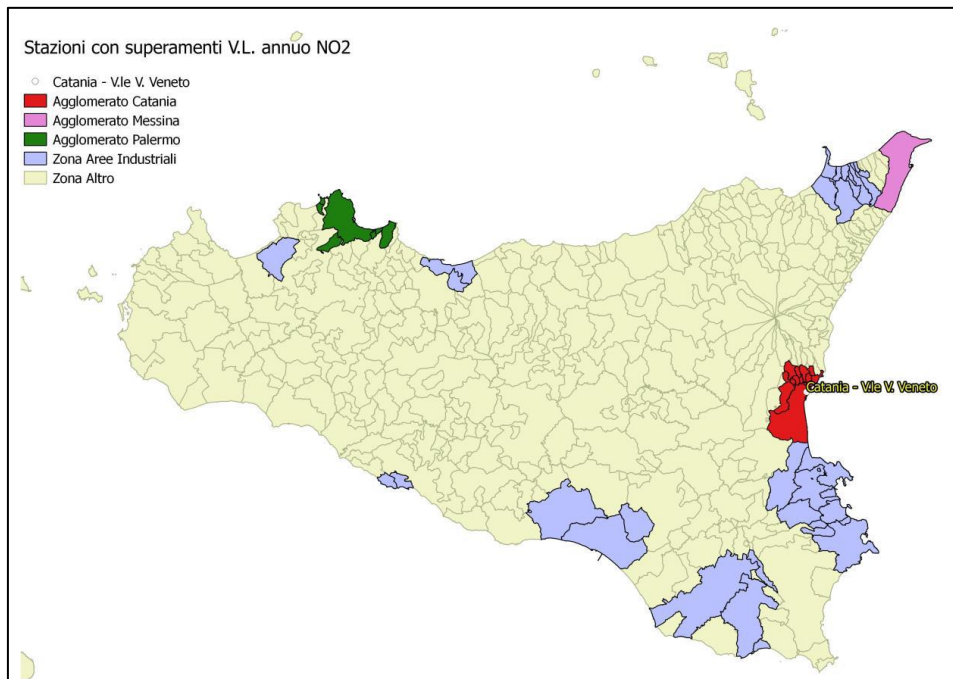 Stazioni con superamenti V.L. annuo NO2
Catania - V.le V. Veneto
Agglomerato Catania
Agglomerato Messina
Agglomerato Palermo
Zona Aree Industriali
Zona Altro
Catania - V.le V. Veneto